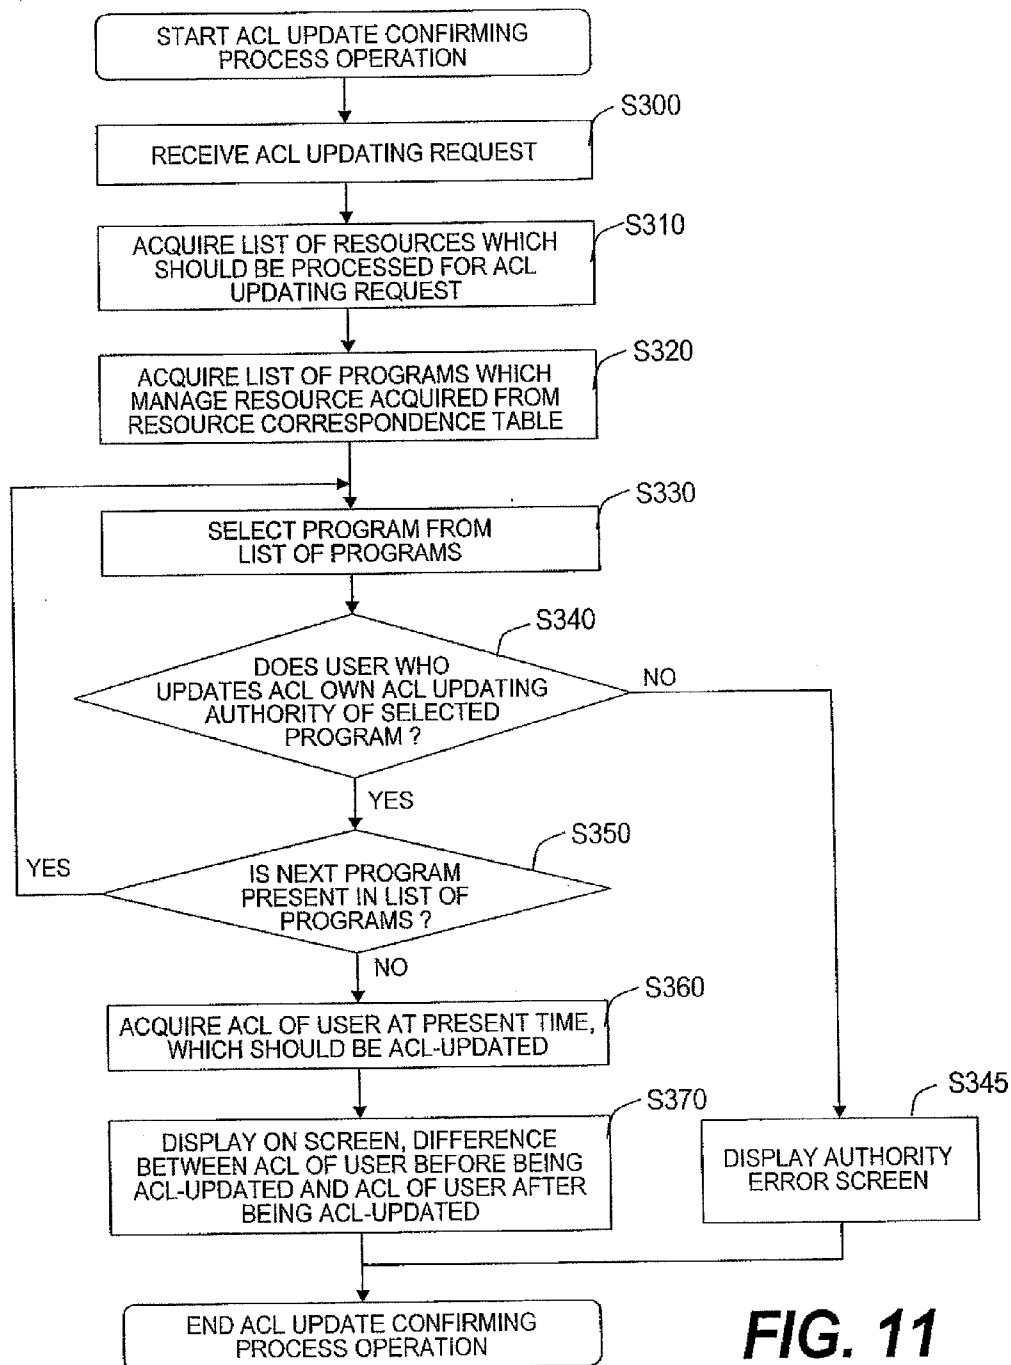 START ACL UPDATE CONFIRMING
PROCESS OPERATION
S300
RECEIVE ACL UPDATING REQUEST
S310
ACQUIRE LIST OF RESOURCES WHICH
SHOULD BE PROCESSED FOR ACL
UPDATING REQUEST
S320
ACQUIRE LIST OF PROGRAMS WHICH
MANAGE RESOURCE ACQUIRED FROM
RESOURCE CORRESPONDENCE TABLE
S330
SELECT PROGRAM FROM
LIST OF PROGRAMS
S340
DOES USER WHO
UPDATES ACL OWN ACL UPDATING
AUTHORITY OF SELECTED
PROGRAM ?
NO
YES
S350
YES
IS NEXT PROGRAM
PRESENT IN LIST OF
PROGRAMS ?
NO
S360
ACQUIRE ACL OF USER AT PRESENT TIME,
WHICH SHOULD BE ACL-UPDATED
S370
DISPLAY ON SCREEN, DIFFERENCE
BETWEEN ACL OF USER BEFORE BEING
ACL-UPDATED AND ACL OF USER AFTER
BEING ACL-UPDATED
S345
DISPLAY AUTHORITY
ERROR SCREEN
END ACL UPDATE CONFIRMING
PROCESS OPERATION
FIG. 11